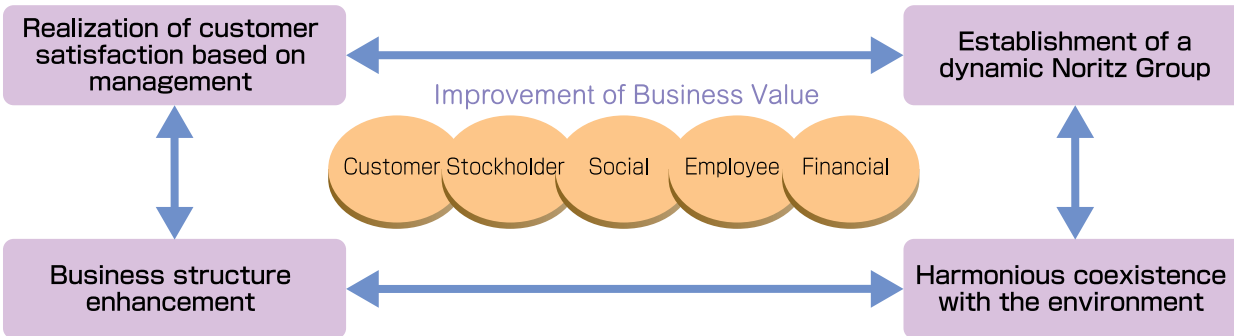 Realization of customer
satisfaction based on
management
Establishment of a
dynamic Noritz Group
Improvement of Business Value
Customer
Stockholder
Social
Employee
Financial
Business structure
enhancement
Harmonious coexistence
with the environment